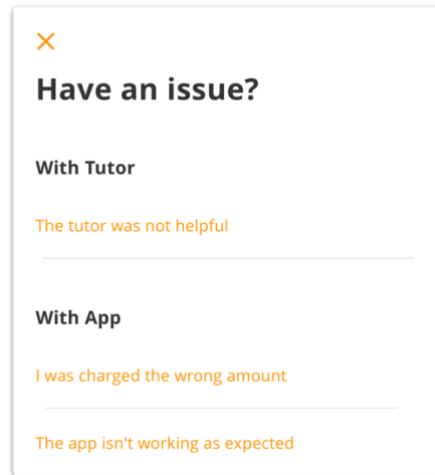 Have an issue?
With Tutor
The tutor was not helpful
With App
I was charged the wrong amount
The app isn't working as expected